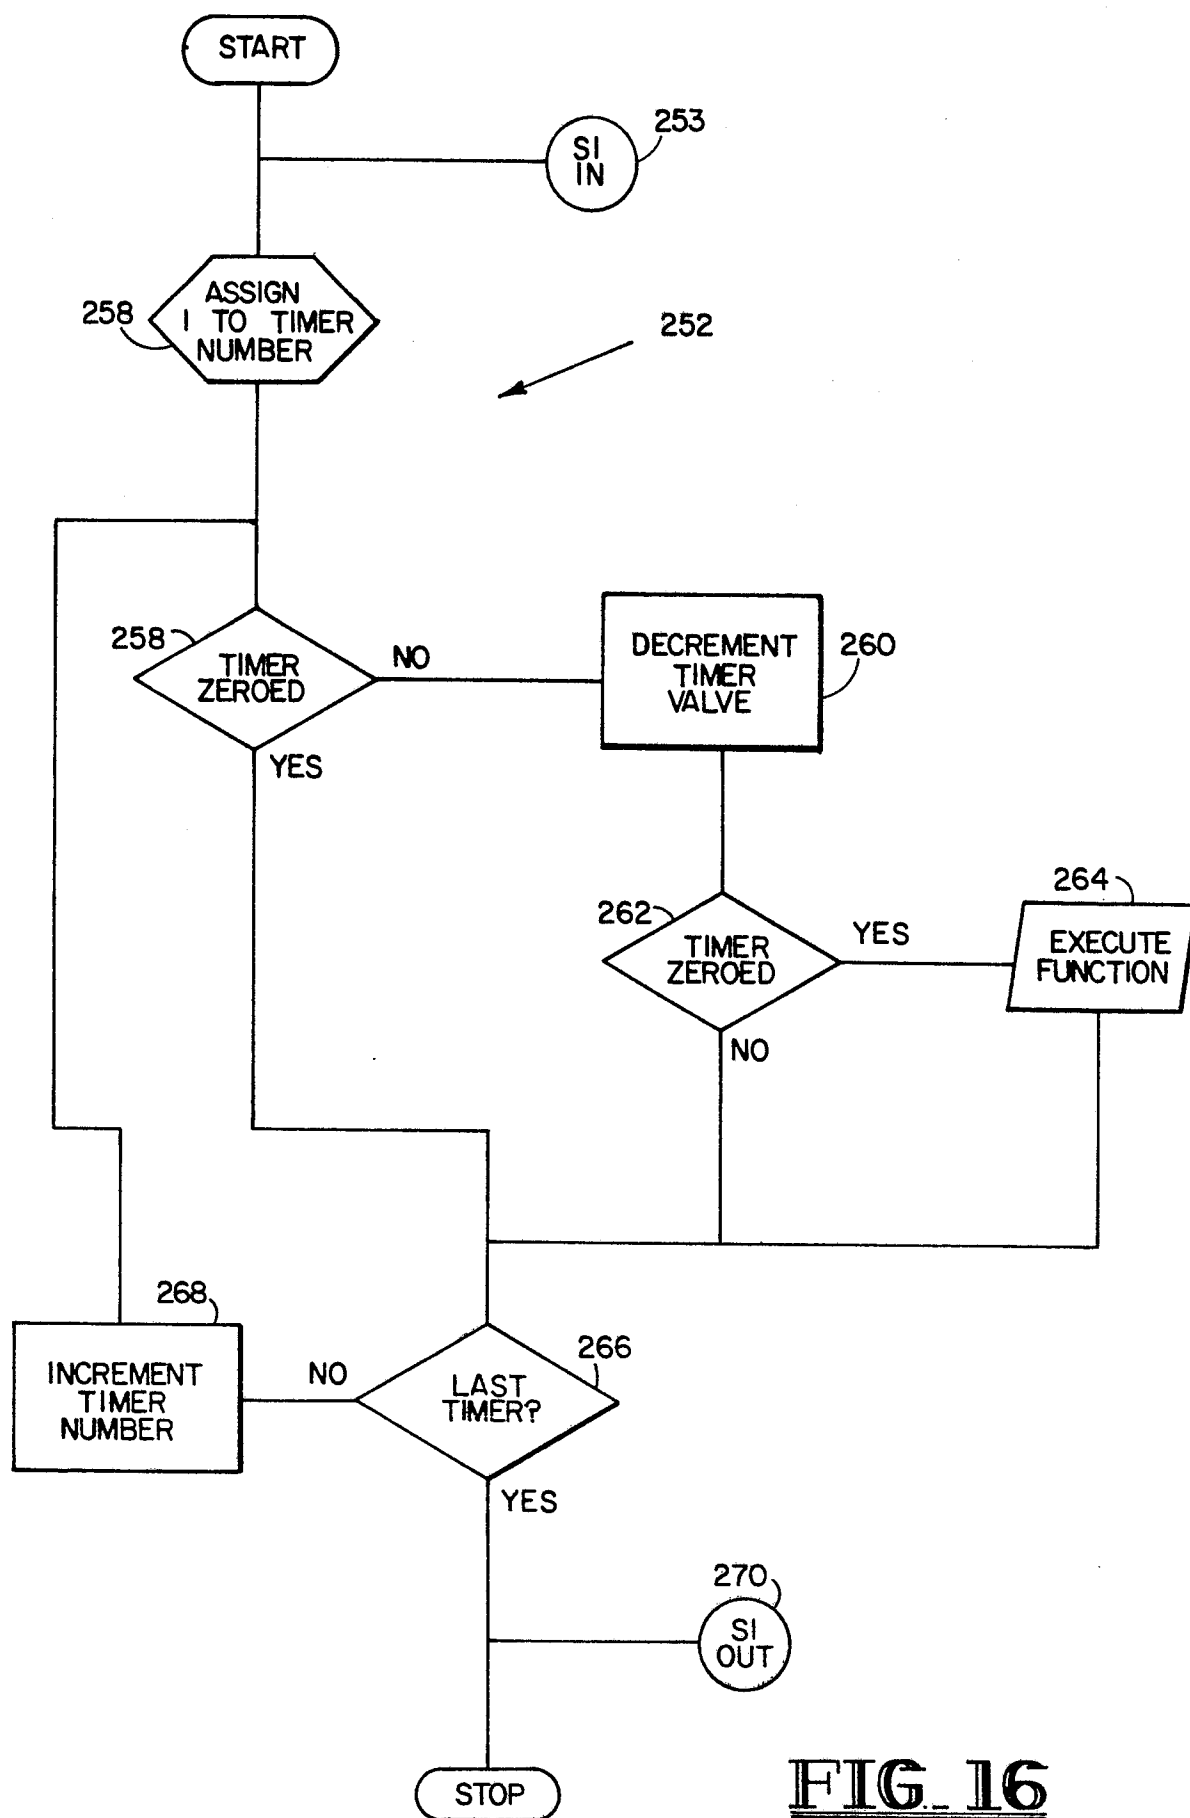 START
253
SI
IN
ASSIGN
1 TO TIMER
NUMBER
258
252
258
TIMER
ZEROED
NO
YES
DECREMENT
TIMER
VALVE
260
262
TIMER
ZEROED
YES
NO
264
EXECUTE
FUNCTION
268
INCREMENT
TIMER
NUMBER
NO
LAST
TIMER?
266
YES
270
SI
OUT
STOP
FIG. 16